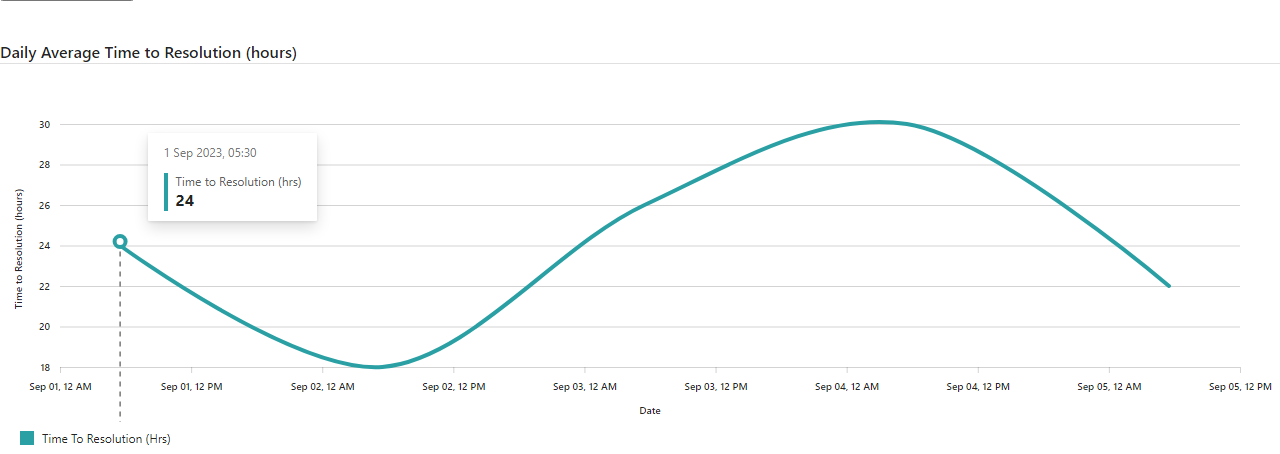 Daily Average Time to Resolution (hours)
30
1 Sep 2023, 05:30
28
Time to Resolution (hrs)
24
26
24
22
20
18
Time to Resolution (hours)
Sep 01, 12 AM
Sep 01, 12 PM
Sep 02, 12 AM
Sep 02, 12 PM
Sep 03, 12 AM
Sep 03, 12 PM
Sep 04, 12 AM
Sep 04, 12 PM
Sep 05, 12 AM
Sep 05, 12 PM
Date
Time To Resolution (Hrs)